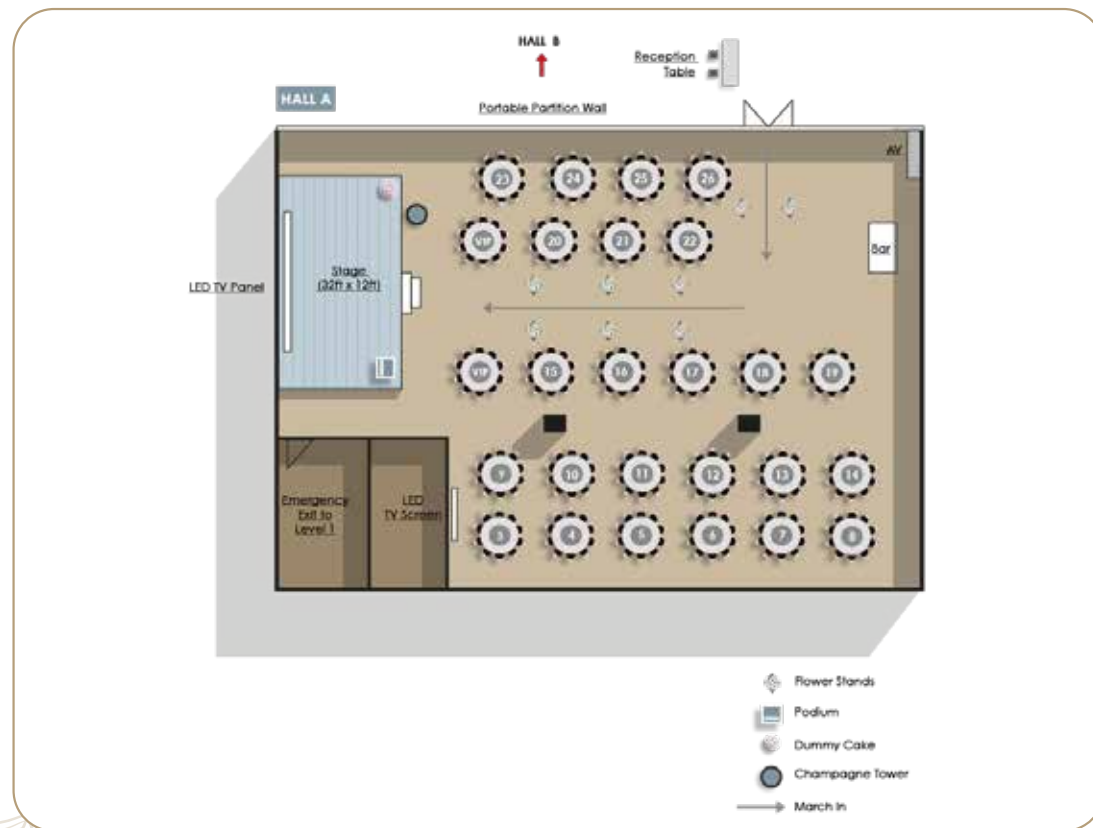 HALL B
Reception
Table
HALL A
Portable Partition Wall
AV
23 24 25 26
VIP 20 21 22
Bar
Stage
(32ft x 12ft)
LED TV Panel
VIP 15 16 17 18 19
9 10 11 12 13 14
Emergency
Exit to
Level 1
LED
TV Screen
3 4 5 6 7 8
Flower Stands
Podium
Dummy Cake
Champagne Tower
March In